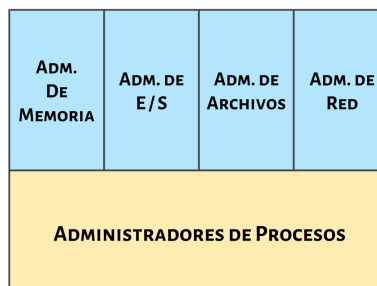 Adm.
De
Memoria
Adm. de
E/S
Adm. de
Archivos
Adm. de
Red
Administradores de Procesos